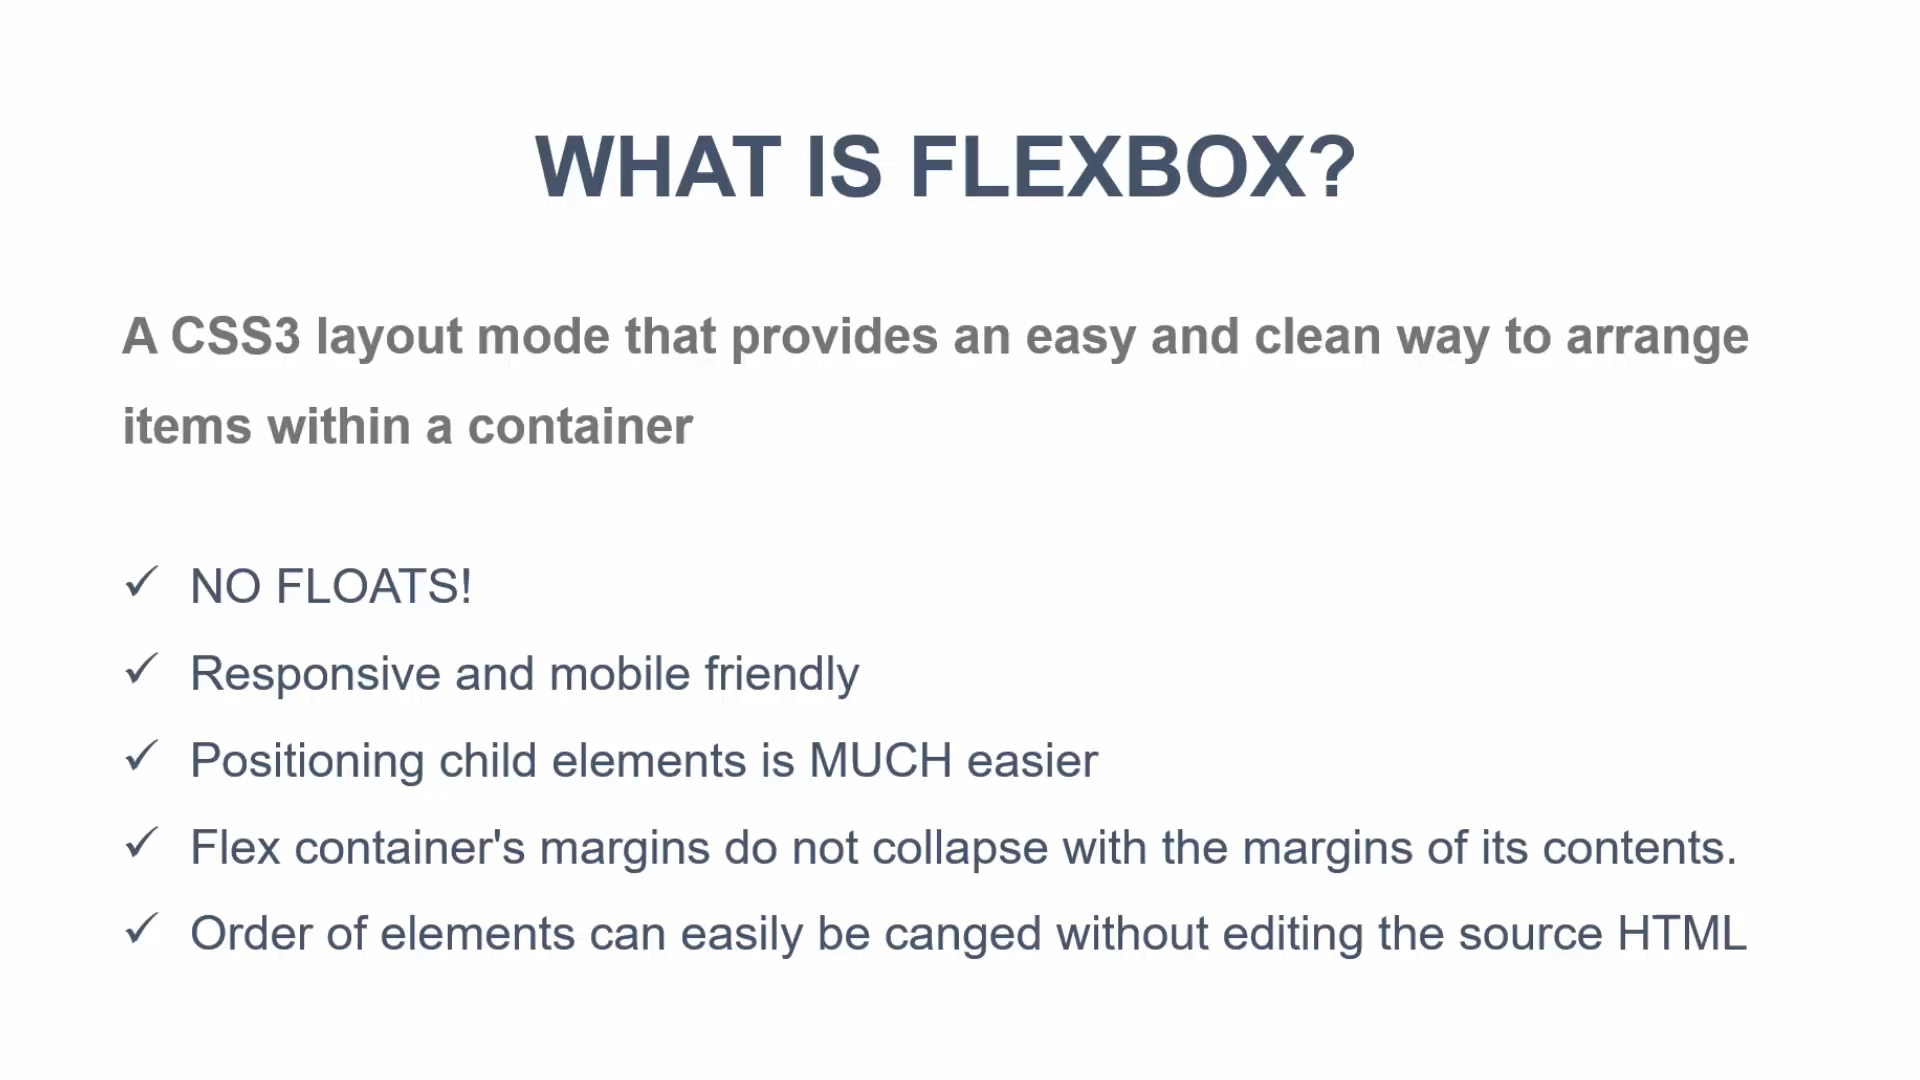 WHAT IS FLEXBOX?
A CSS3 layout mode that provides an easy and clean way to arrange
items within a container
✓ NO FLOATS!
✓ Responsive and mobile friendly
✓ Positioning child elements is MUCH easier
✓ Flex container's margins do not collapse with the margins of its contents.
✓ Order of elements can easily be canged without editing the source HTML